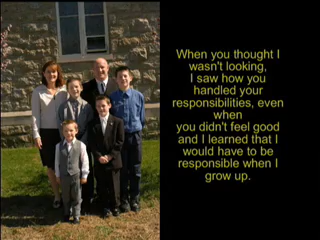 When you thought I
wasn't looking,
I saw how you
handled your
responsibilities, even
when
you didn't feel good
and I learned that I
would have to be
responsible when I
grow up.